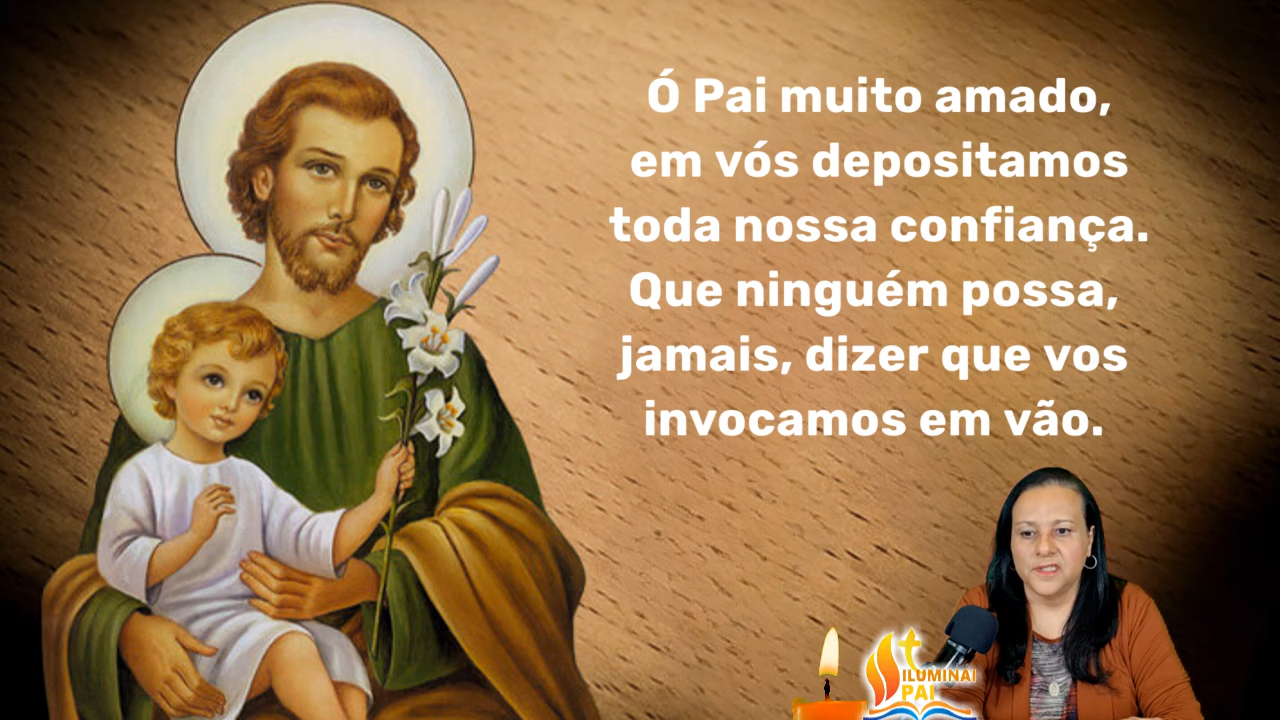 Ó Pai muito amado,
em vós depositamos
toda nossa confiança.
Que ninguém possa,
jamais, dizer que vos
invocamos em vão.
ILUMINAI
PAI